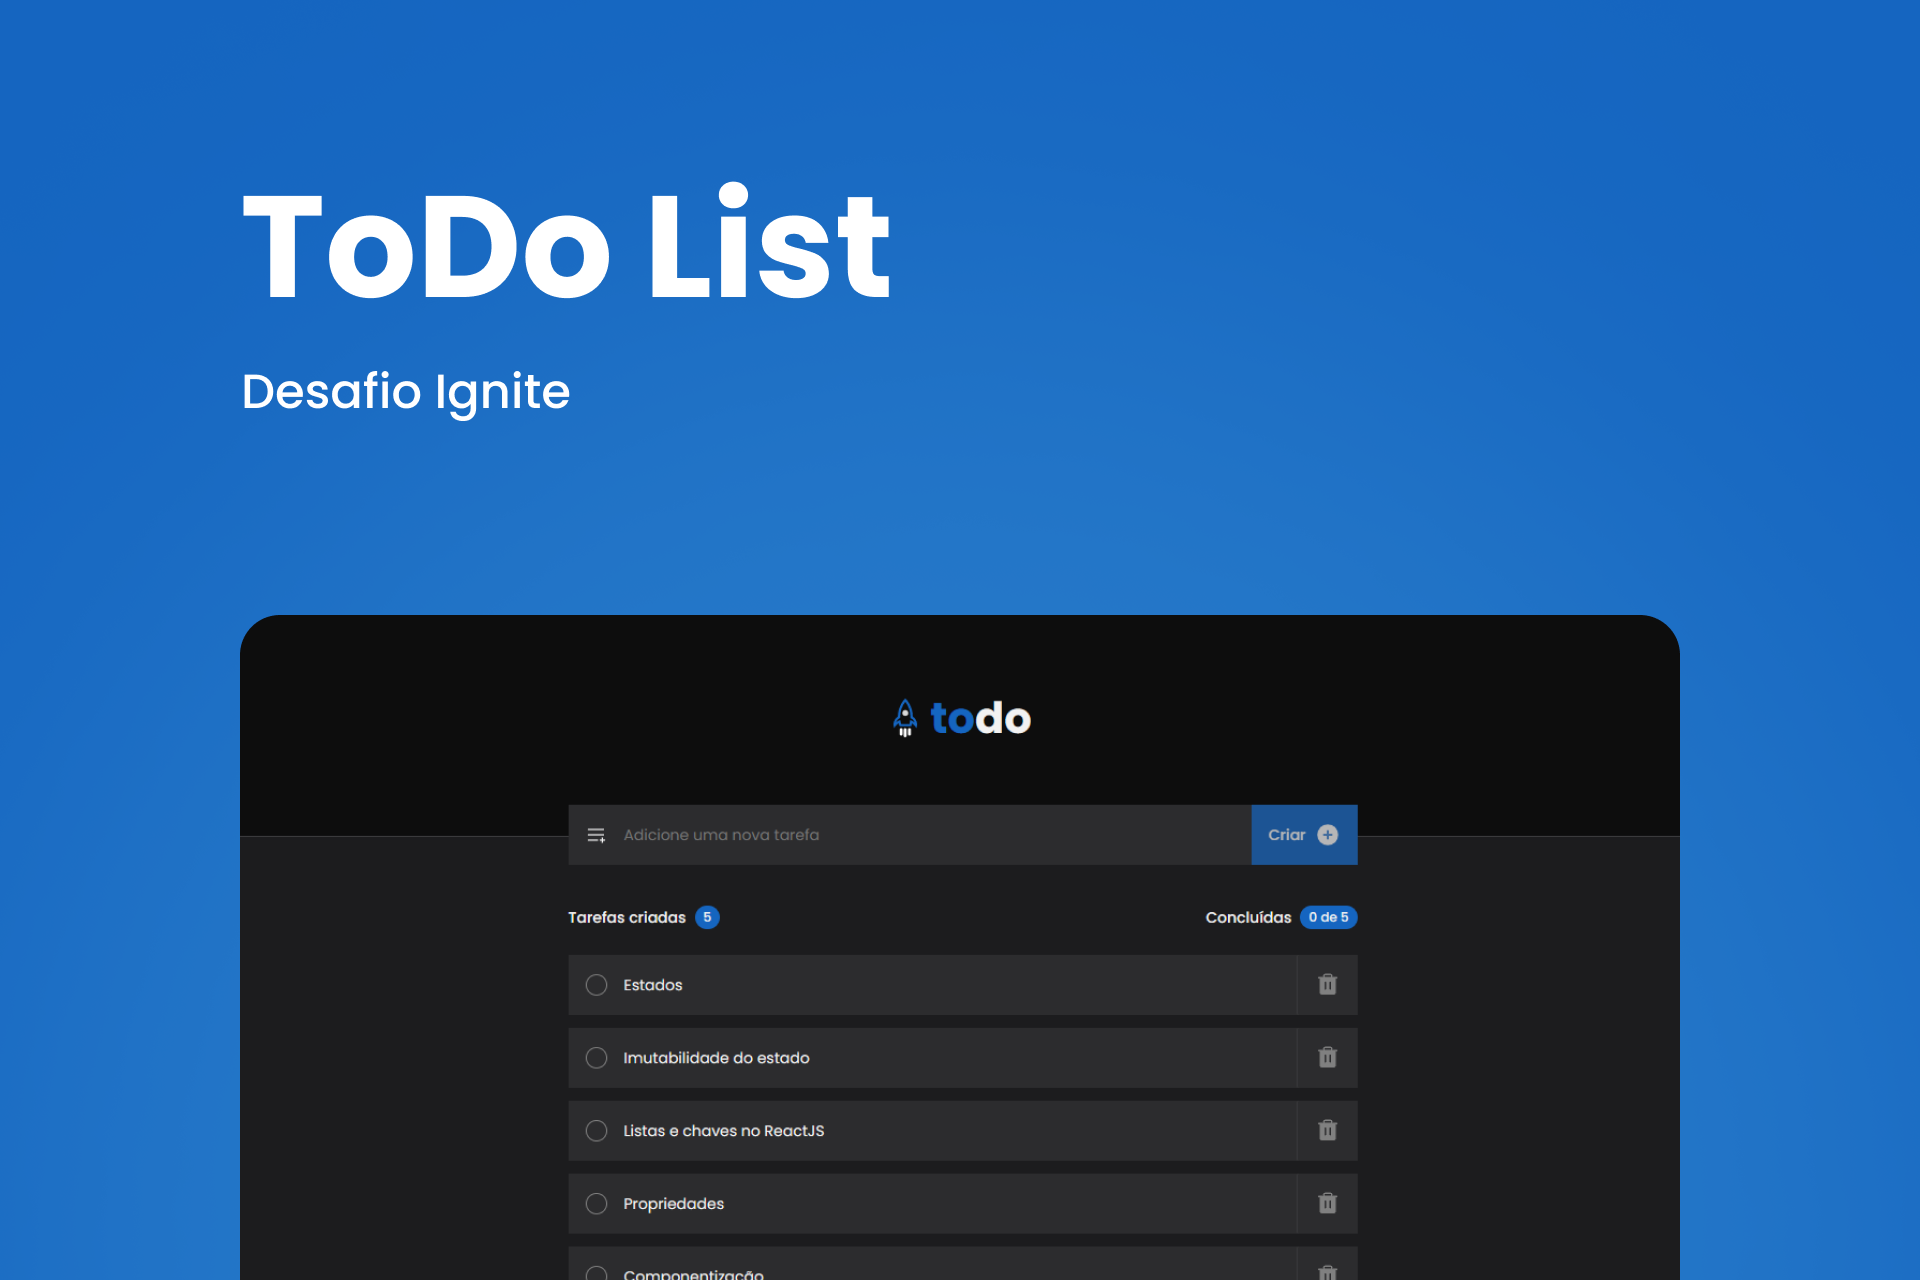 ToDo List
Desafio Ignite
todo
Adicione uma nova tarefa
Criar
Tarefas criadas 5
Concluídas 0 de 5
Estados
Imutabilidade do estado
Listas e chaves no ReactJS
Propriedades
Componentização